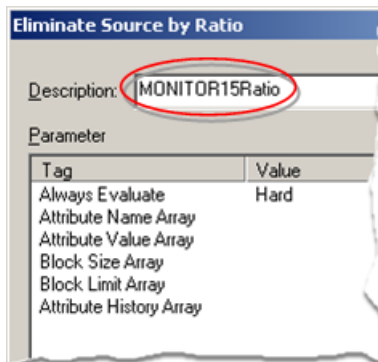 Eliminate Source by Ratio
Description: MONITOR15Ratio
Parameter
Tag Value
Always Evaluate Hard
Attribute Name Array
Attribute Value Array
Block Size Array
Block Limit Array
Attribute History Array